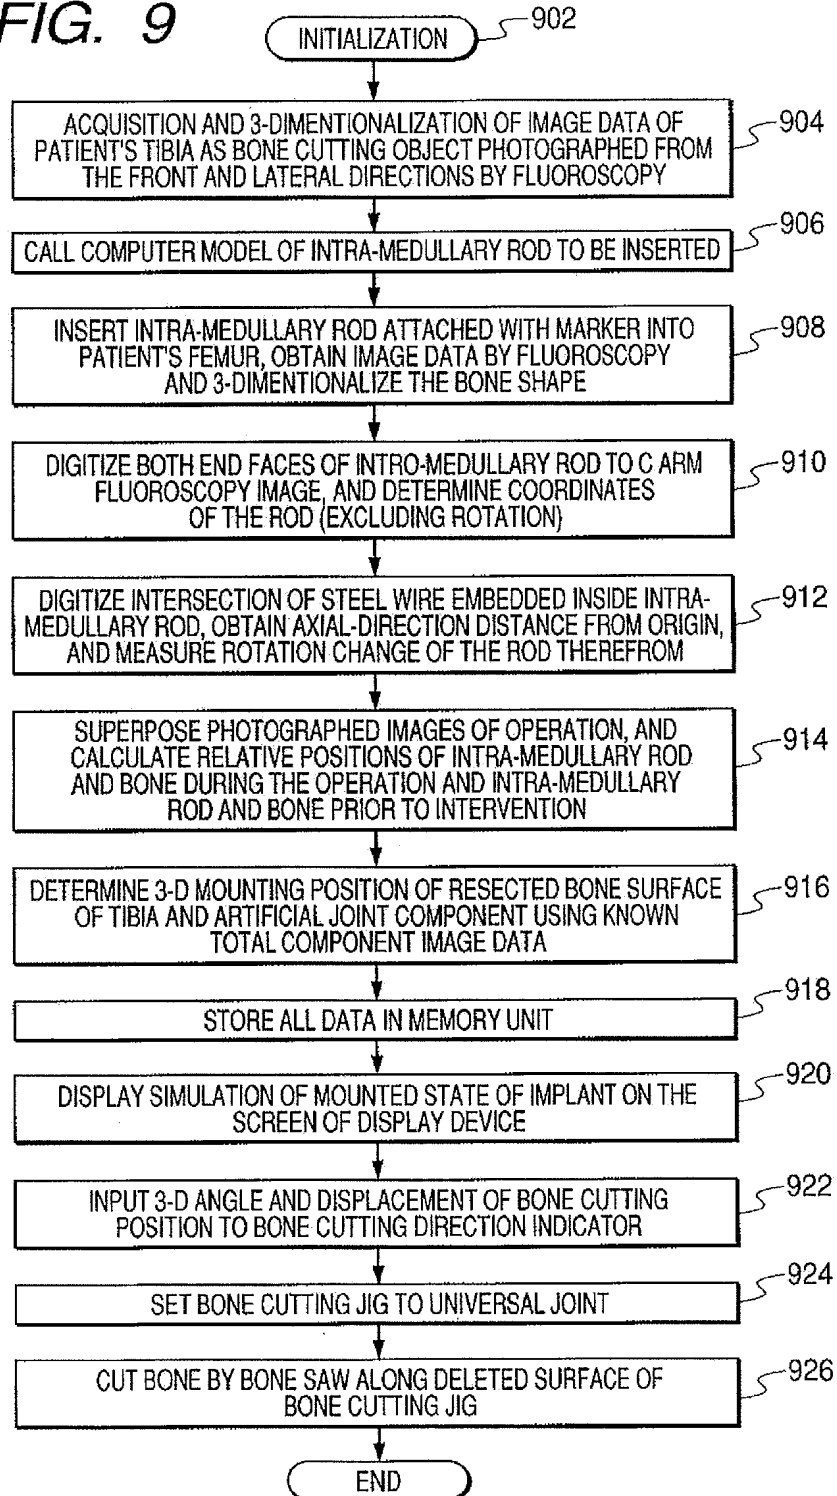 FIG. 9
INITIALIZATION
902
ACQUISITION AND 3-DIMENTIONALIZATION OF IMAGE DATA OF
PATIENT'S TIBIA AS BONE CUTTING OBJECT PHOTOGRAPHED FROM
THE FRONT AND LATERAL DIRECTIONS BY FLUOROSCOPY
904
CALL COMPUTER MODEL OF INTRA-MEDULLARY ROD TO BE INSERTED
906
INSERT INTRA-MEDULLARY ROD ATTACHED WITH MARKER INTO
PATIENT'S FEMUR, OBTAIN IMAGE DATA BY FLUOROSCOPY
AND 3-DIMENTIONALIZE THE BONE SHAPE
908
DIGITIZE BOTH END FACES OF INTRO-MEDULLARY ROD TO C ARM
FLUOROSCOPY IMAGE, AND DETERMINE COORDINATES
OF THE ROD (EXCLUDING ROTATION)
910
DIGITIZE INTERSECTION OF STEEL WIRE EMBEDDED INSIDE INTRA-
MEDULLARY ROD, OBTAIN AXIAL-DIRECTION DISTANCE FROM ORIGIN,
AND MEASURE ROTATION CHANGE OF THE ROD THEREFROM
912
SUPERPOSE PHOTOGRAPHED IMAGES OF OPERATION, AND
CALCULATE RELATIVE POSITIONS OF INTRA-MEDULLARY ROD
AND BONE DURING THE OPERATION AND INTRA-MEDULLARY
ROD AND BONE PRIOR TO INTERVENTION
914
DETERMINE 3-D MOUNTING POSITION OF RESECTED BONE SURFACE
OF TIBIA AND ARTIFICIAL JOINT COMPONENT USING KNOWN
TOTAL COMPONENT IMAGE DATA
916
STORE ALL DATA IN MEMORY UNIT
918
DISPLAY SIMULATION OF MOUNTED STATE OF IMPLANT ON THE
SCREEN OF DISPLAY DEVICE
920
INPUT 3-D ANGLE AND DISPLACEMENT OF BONE CUTTING
POSITION TO BONE CUTTING DIRECTION INDICATOR
922
SET BONE CUTTING JIG TO UNIVERSAL JOINT
924
CUT BONE BY BONE SAW ALONG DELETED SURFACE OF
BONE CUTTING JIG
926
END